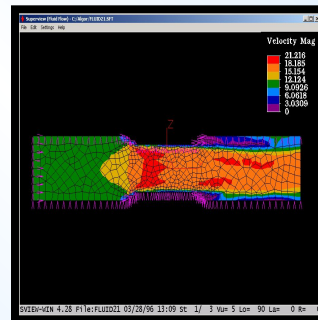 Superview (Fluid Flow) - C:/Algor/FLUID21.SFT
File Edit Settings Help
Velocity Mag
21.216
18.185
15.154
12.124
9.0926
6.0618
3.0309
0
Z
SVIEW-WIN 4.28 File:FLUID21 03/28/96 13:09 St 1/ 3 Vu= 5 Lo= 90 La= 0 R=